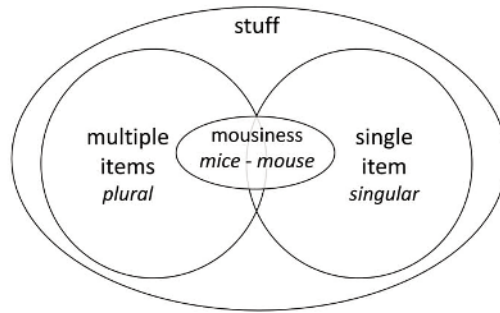 stuff
multiple
items
plural
mousiness
mice - mouse
single
item
singular